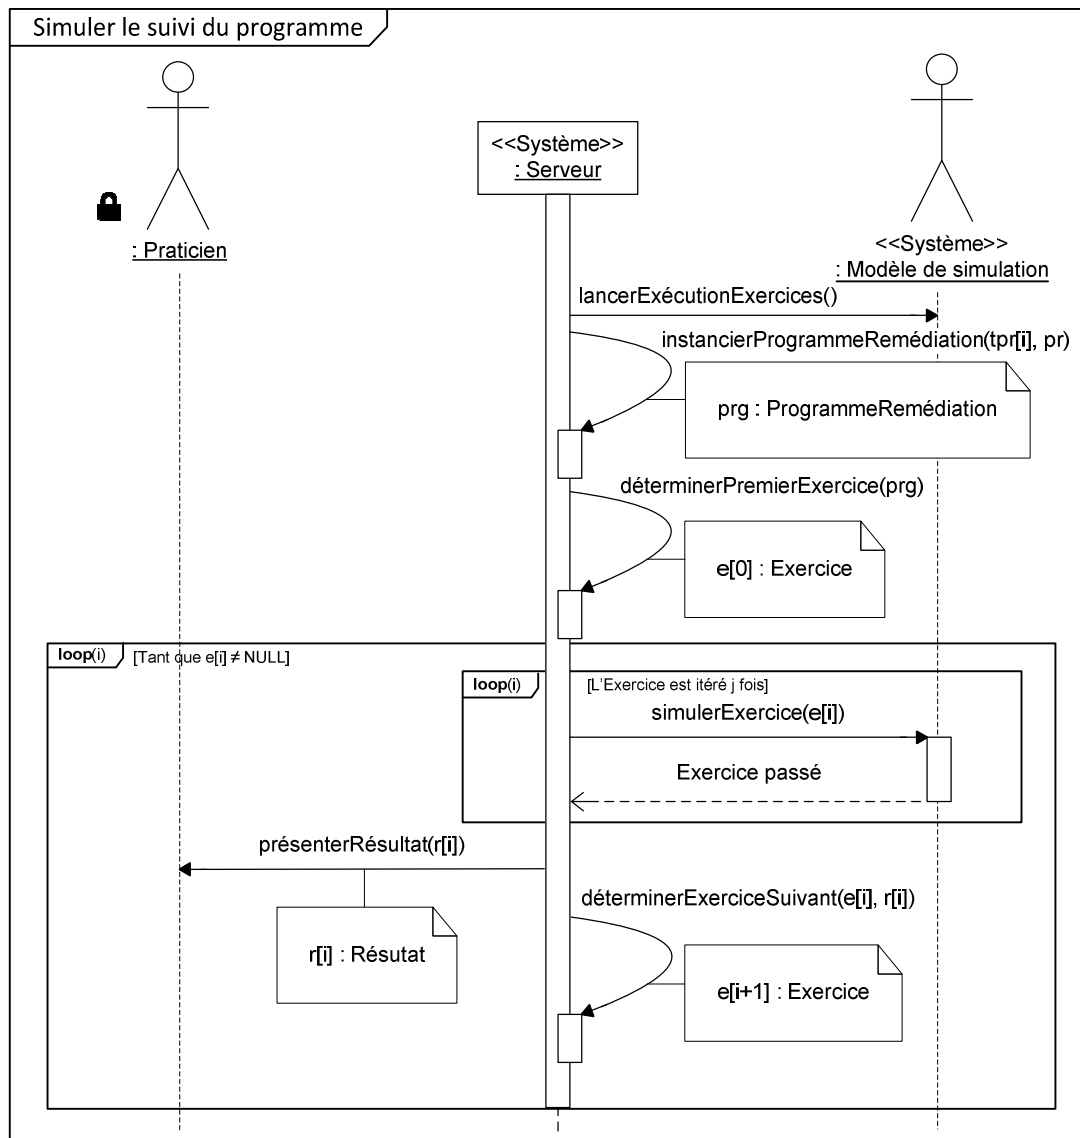 Simuler le suivi du programme
<<Système>>
: Serveur
: Praticien
<<Système>>
: Modèle de simulation
lancerExécutionExercices()
instancierProgrammeRemédiation(tpr[i], pr)
prg : ProgrammeRemédiation
déterminerPremierExercice(prg)
e[0] : Exercice
loop(i) [Tant que e[i] ≠ NULL]
loop(i) [L'Exercice est itéré j fois]
simulerExercice(e[i])
Exercice passé
présenterRésultat(r[i])
r[i] : Résutat
déterminerExerciceSuivant(e[i], r[i])
e[i+1] : Exercice